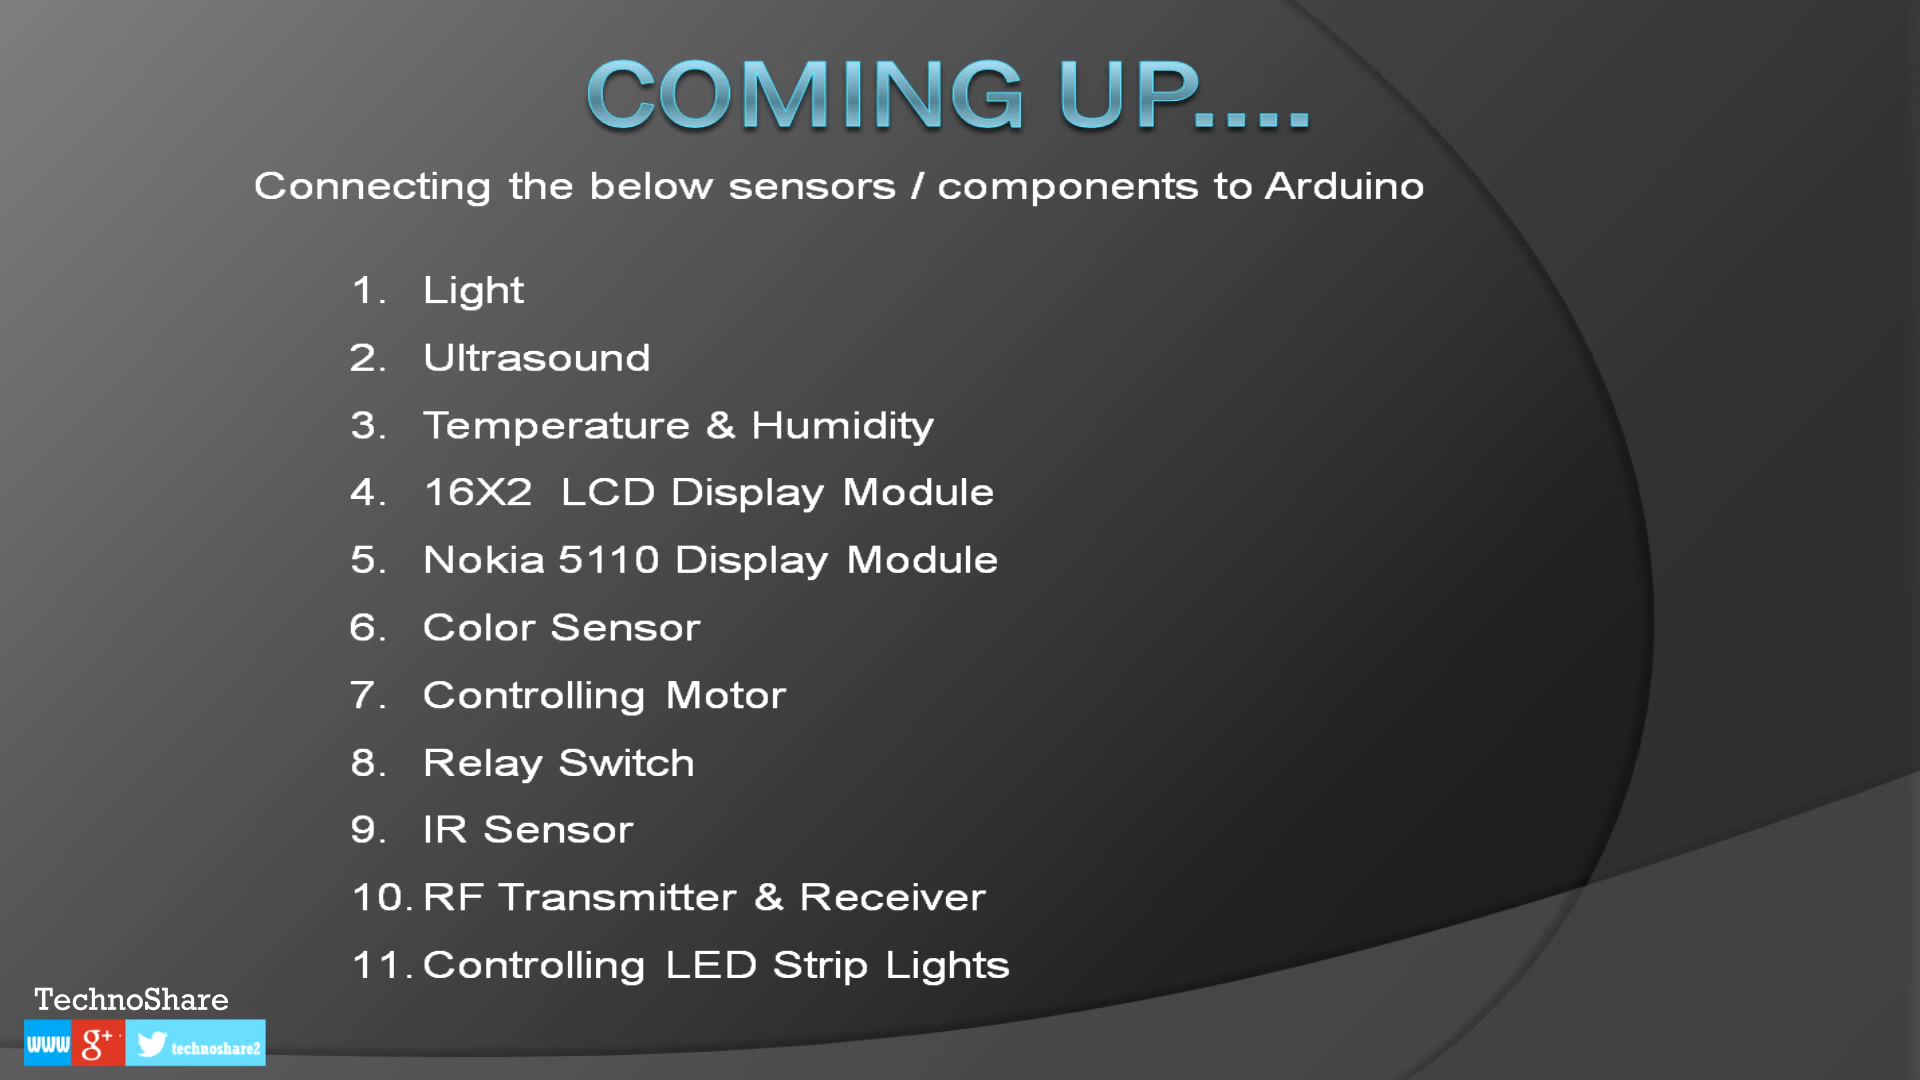 COMING UP....
Connecting the below sensors / components to Arduino
1. Light
2. Ultrasound
3. Temperature & Humidity
4. 16X2 LCD Display Module
5. Nokia 5110 Display Module
6. Color Sensor
7. Controlling Motor
8. Relay Switch
9. IR Sensor
10. RF Transmitter & Receiver
11. Controlling LED Strip Lights
TechnoShare
www g+ technoshare2